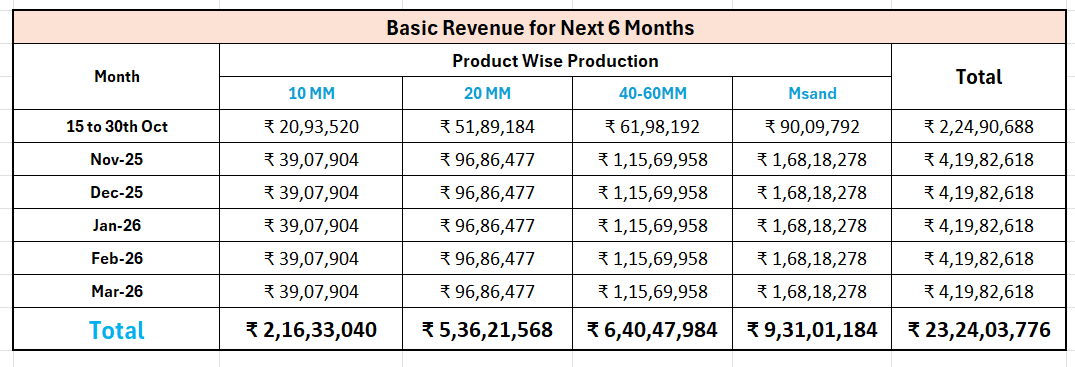 Basic Revenue for Next 6 Months
Month Product Wise Production Total
10 MM 20 MM 40-60MM Msand
15 to 30th Oct ₹ 20,93,520 ₹ 51,89,184 ₹ 61,98,192 ₹ 90,09,792 ₹ 2,24,90,688
Nov-25 ₹ 39,07,904 ₹ 96,86,477 ₹ 1,15,69,958 ₹ 1,68,18,278 ₹ 4,19,82,618
Dec-25 ₹ 39,07,904 ₹ 96,86,477 ₹ 1,15,69,958 ₹ 1,68,18,278 ₹ 4,19,82,618
Jan-26 ₹ 39,07,904 ₹ 96,86,477 ₹ 1,15,69,958 ₹ 1,68,18,278 ₹ 4,19,82,618
Feb-26 ₹ 39,07,904 ₹ 96,86,477 ₹ 1,15,69,958 ₹ 1,68,18,278 ₹ 4,19,82,618
Mar-26 ₹ 39,07,904 ₹ 96,86,477 ₹ 1,15,69,958 ₹ 1,68,18,278 ₹ 4,19,82,618
Total ₹ 2,16,33,040 ₹ 5,36,21,568 ₹ 6,40,47,984 ₹ 9,31,01,184 ₹ 23,24,03,776